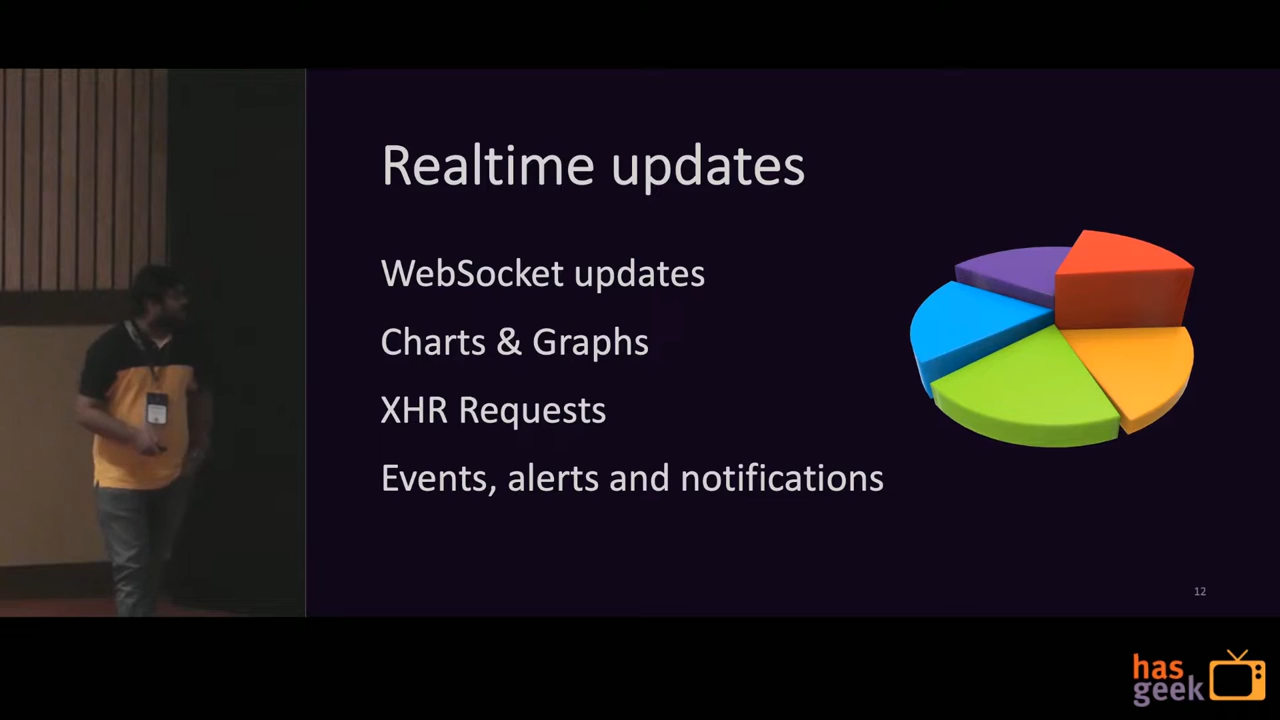 Realtime updates
WebSocket updates
Charts & Graphs
XHR Requests
Events, alerts and notifications
12
has
geek